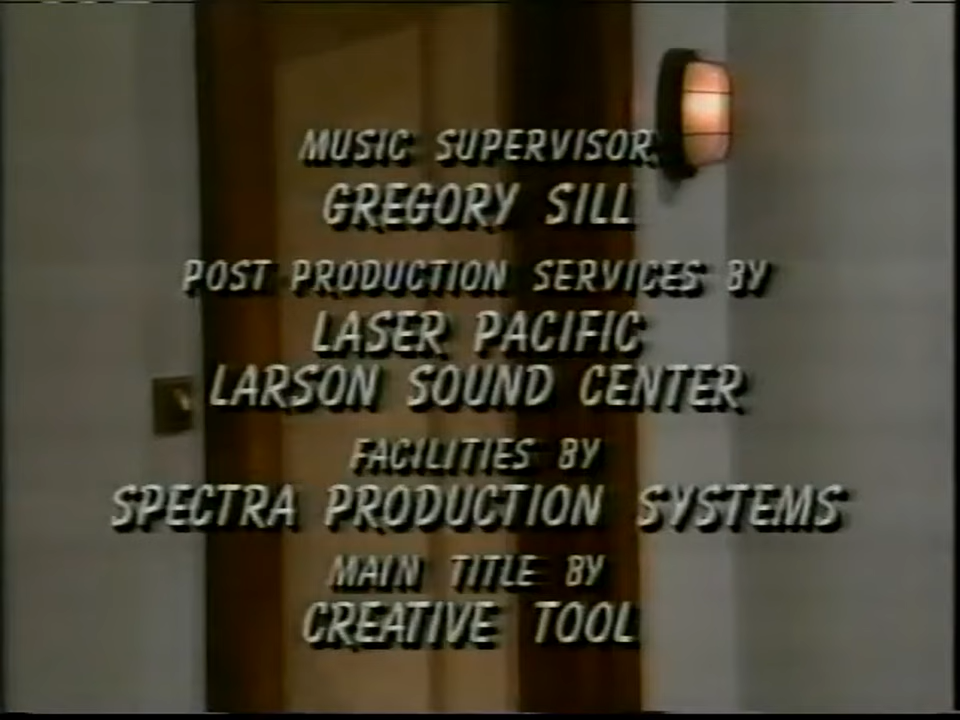 MUSIC SUPERVISOR
GREGORY SILL
POST PRODUCTION SERVICES BY
LASER PACIFIC
LARSON SOUND CENTER
FACILITIES BY
SPECTRA PRODUCTION SYSTEMS
MAIN TITLE BY
CREATIVE TOOL